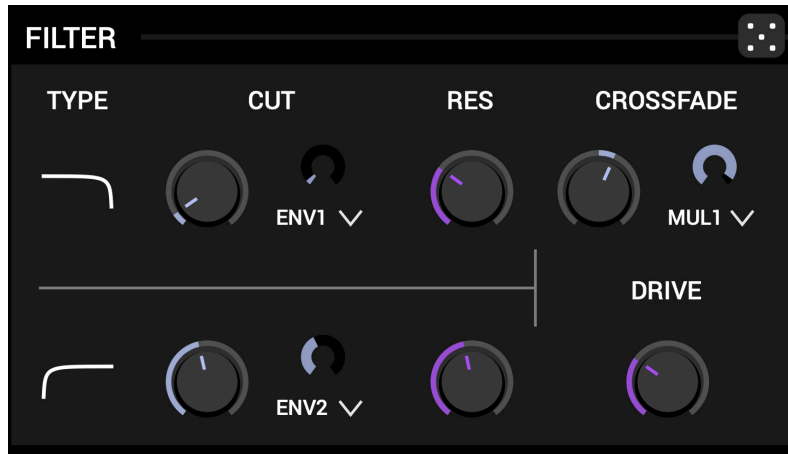 FILTER
TYPE CUT RES CROSSFADE
ENV1 MUL1
DRIVE
ENV2